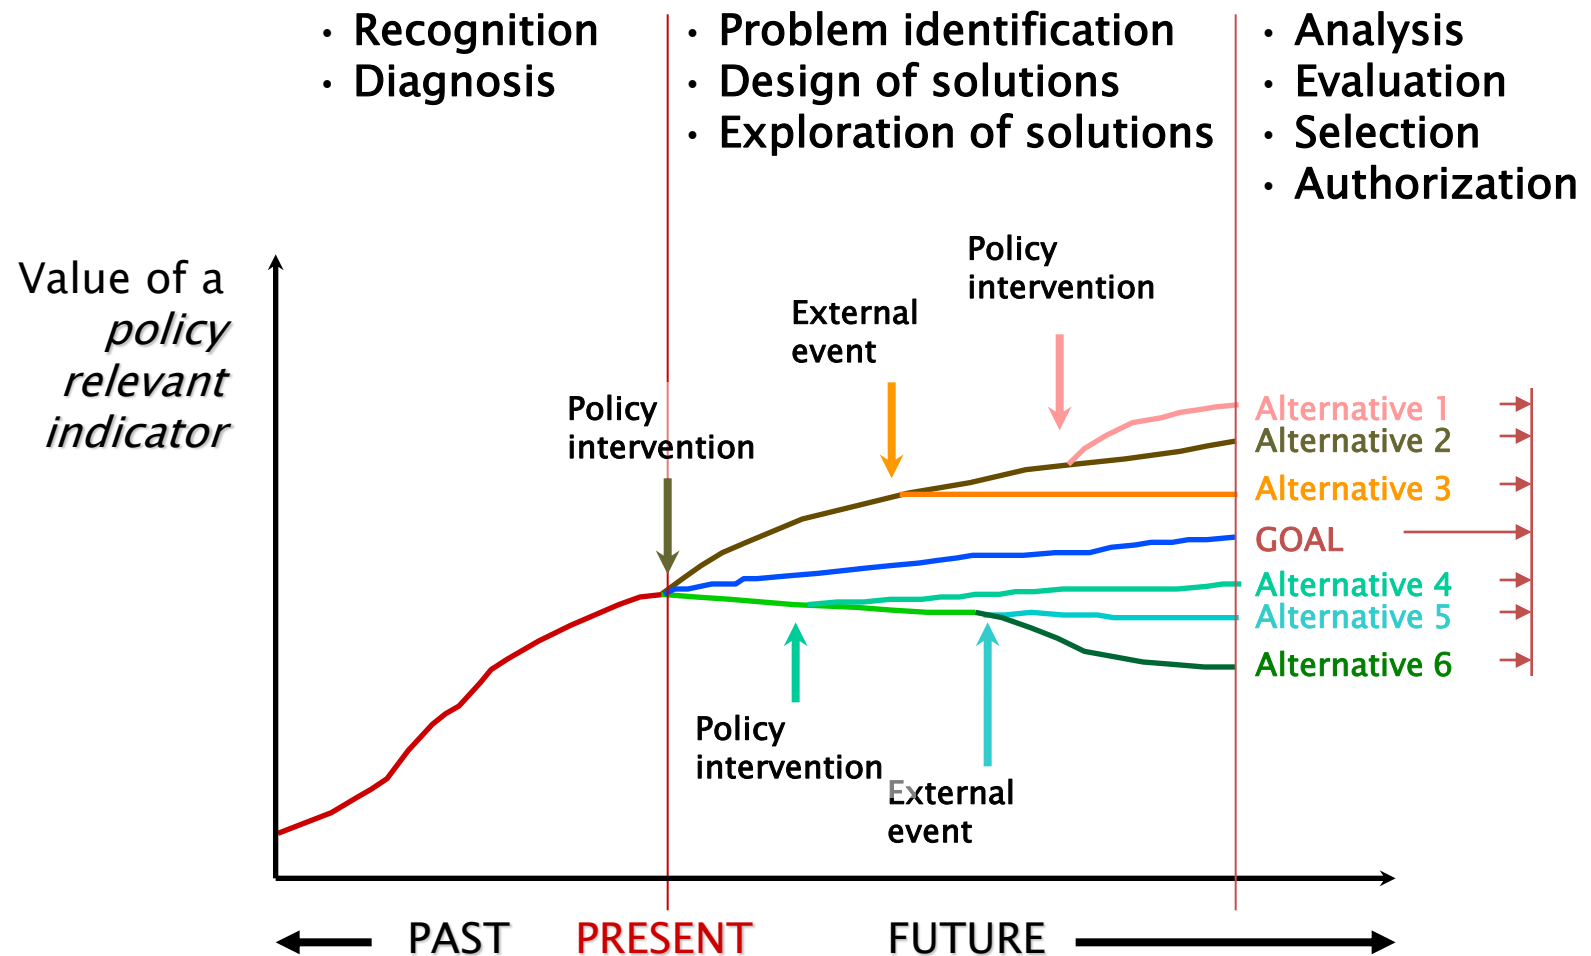 • Recognition
• Diagnosis
• Problem identification
• Design of solutions
• Exploration of solutions
• Analysis
• Evaluation
• Selection
• Authorization
Value of a
policy
relevant
indicator
Policy
intervention
External
event
Policy
intervention
Policy
intervention
External
event
Alternative 1
Alternative 2
Alternative 3
GOAL
Alternative 4
Alternative 5
Alternative 6
PAST
PRESENT
FUTURE